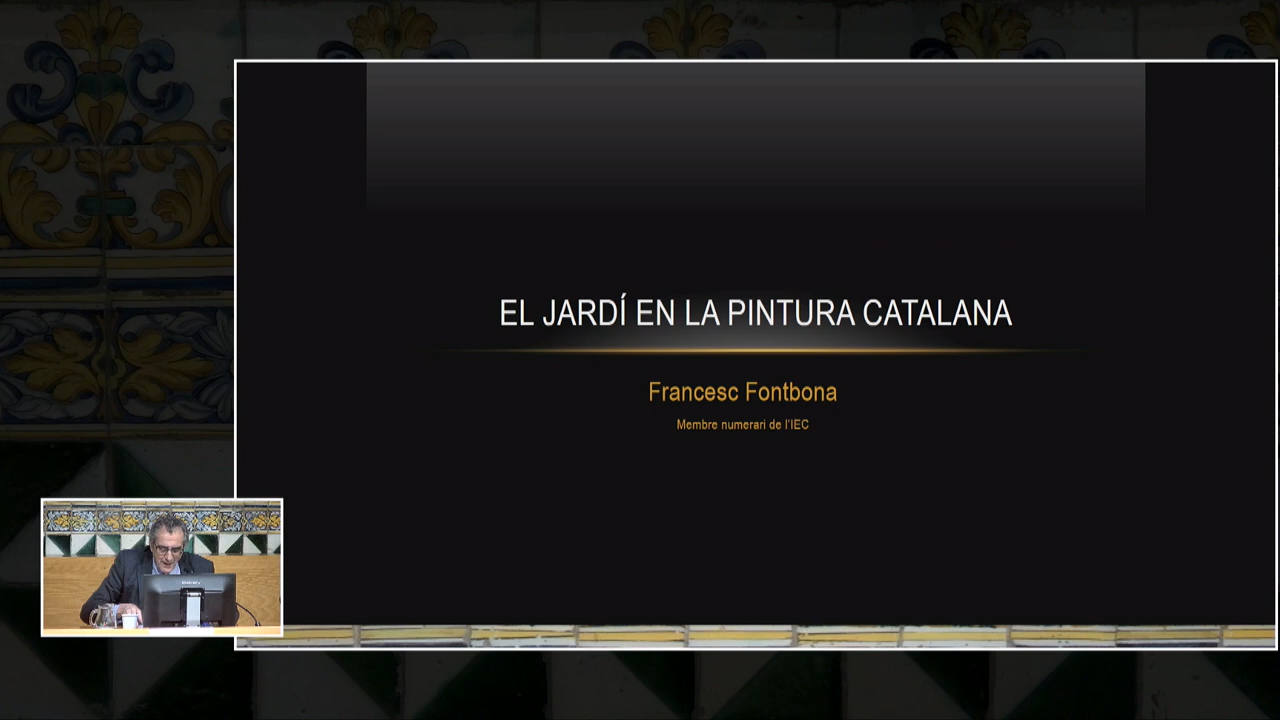 EL JARDÍ EN LA PINTURA CATALANA
Francesc Fontbona
Membre numerari de l'IEC